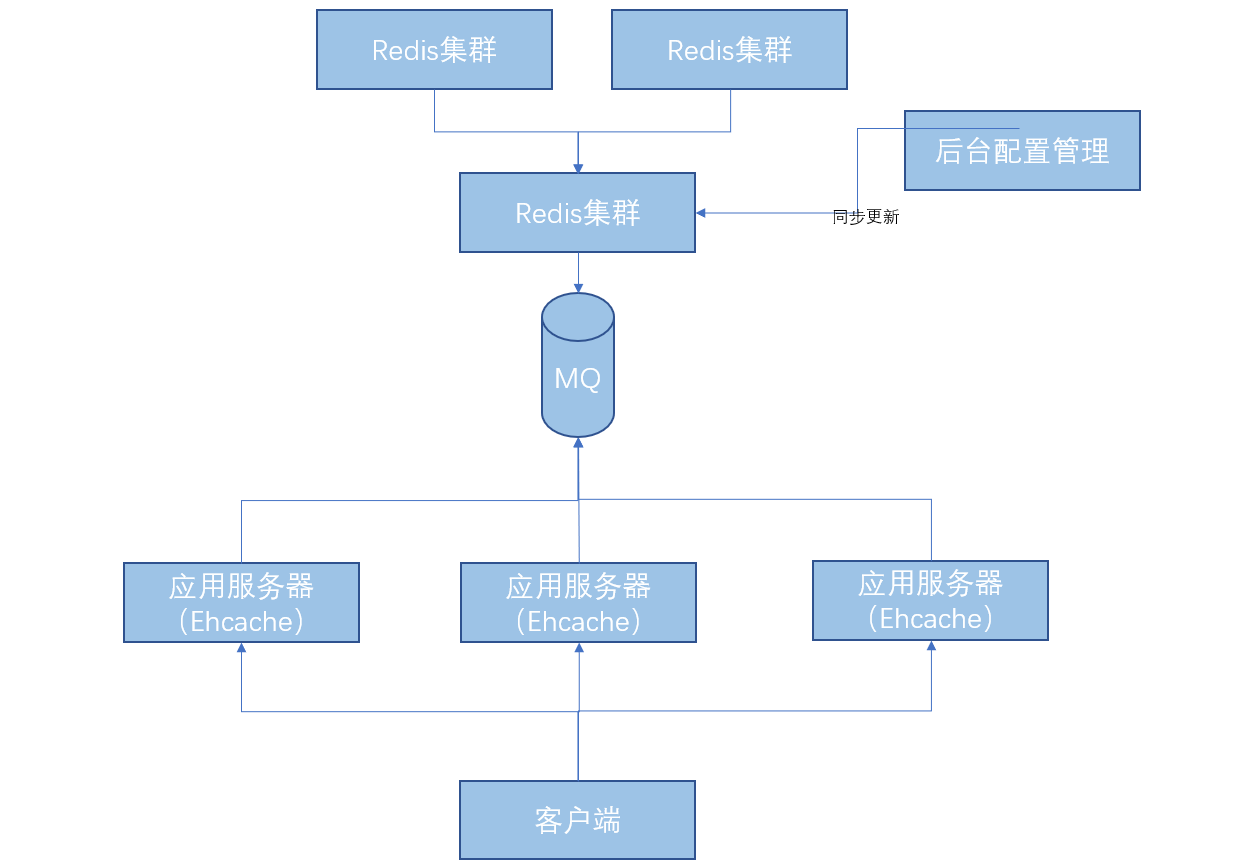 Redis集群
Redis集群
后台配置管理
Redis集群
同步更新
MQ
应用服务器
（Ehcache）
应用服务器
（Ehcache）
应用服务器
（Ehcache）
客户端